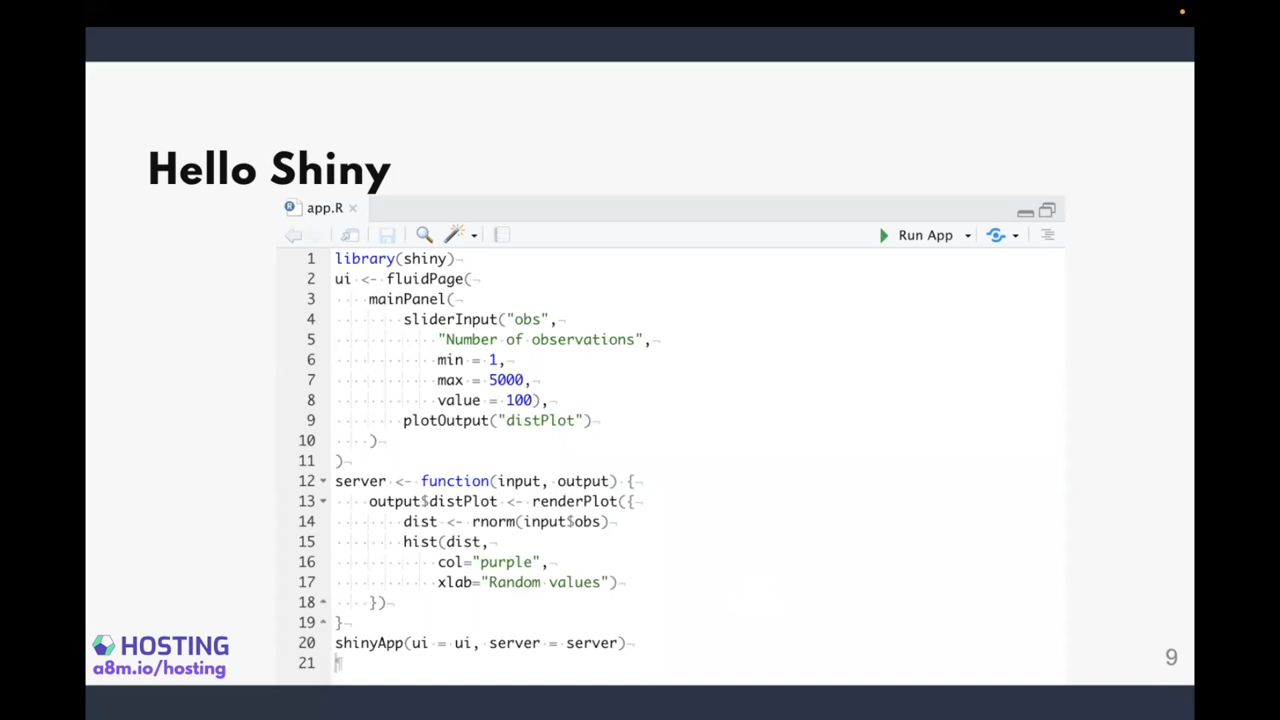 Hello Shiny
app.R
Run App
1 library(shiny)
2 ui <- fluidPage(
3     mainPanel(
4         sliderInput("obs",
5             "Number of observations",
6             min = 1,
7             max = 5000,
8             value = 100),
9         plotOutput("distPlot")
10     )
11 )
12 server <- function(input, output) {
13     output$distPlot <- renderPlot({
14         dist <- rnorm(input$obs)
15         hist(dist,
16             col="purple",
17             xlab="Random values")
18     })
19 }
20 shinyApp(ui = ui, server = server)
21
HOSTING
a8m.io/hosting
9